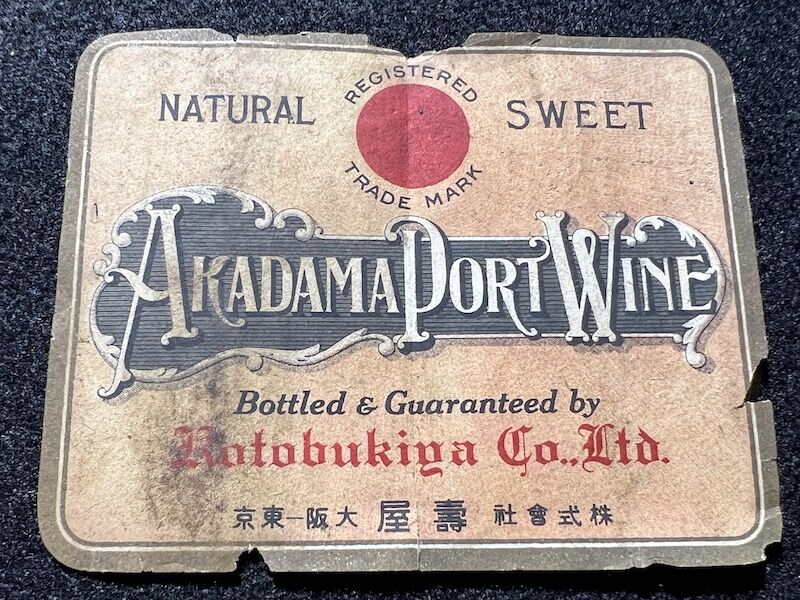 NATURAL
REGISTERED
TRADE MARK
SWEET
AKADAMA PORT WINE
Bottled & Guaranteed by
Kotobukiya Co., Ltd.
株式會社 壽屋 大阪—東京